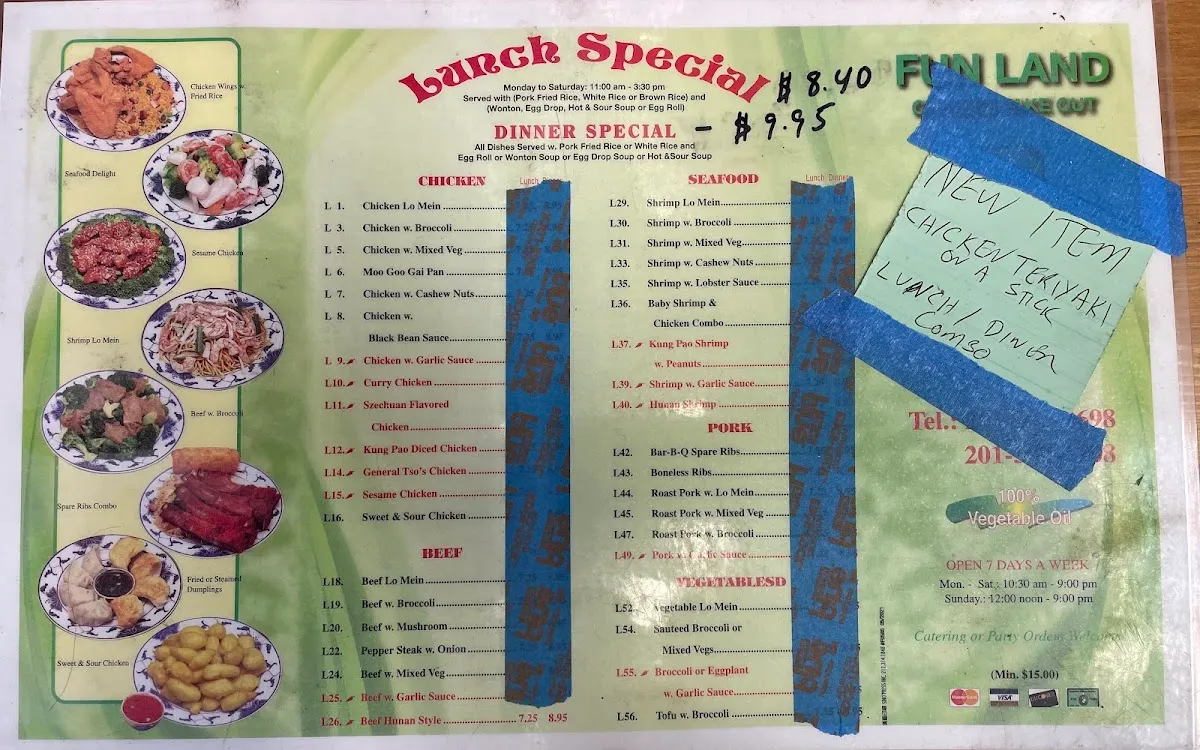 Lunch Special
Monday to Saturday: 11:00 am - 3:30 pm
Served with (Pork Fried Rice, White Rice or Brown Rice) and
(Wonton, Egg Drop, Hot & Sour Soup or Egg Roll)
$ 8.40
DINNER SPECIAL - $ 9.95
All Dishes Served w. Pork Fried Rice or White Rice and
Egg Roll or Wonton Soup or Egg Drop Soup or Hot &Sour Soup
Chicken Wings w.
Fried Rice
Seafood Delight
Sesame Chicken
Shrimp Lo Mein
Beef w. Broccoli
Spare Ribs Combo
Fried or Steamed
Dumplings
Sweet & Sour Chicken
CHICKEN
Lunch Dinner
L 1. Chicken Lo Mein
L 3. Chicken w. Broccoli
L 5. Chicken w. Mixed Veg
L 6. Moo Goo Gai Pan
L 7. Chicken w. Cashew Nuts
L 8. Chicken w.
Black Bean Sauce
L 9. Chicken w. Garlic Sauce
L10. Curry Chicken
L11. Szechuan Flavored
Chicken
L12. Kung Pao Diced Chicken
L14. General Tso's Chicken
L15. Sesame Chicken
L16. Sweet & Sour Chicken
BEEF
L18. Beef Lo Mein
L19. Beef w. Broccoli
L20. Beef w. Mushroom
L22. Pepper Steak w. Onion
L24. Beef w. Mixed Veg
L25. Beef w. Garlic Sauce
L26. Beef Hunan Style 7.25 8.95
SEAFOOD
Lunch Dinner
L29. Shrimp Lo Mein
L30. Shrimp w. Broccoli
L31. Shrimp w. Mixed Veg
L33. Shrimp w. Cashew Nuts
L35. Shrimp w. Lobster Sauce
L36. Baby Shrimp &
Chicken Combo
L37. Kung Pao Shrimp
w. Peanuts
L39. Shrimp w. Garlic Sauce
L40. Hunan Shrimp
PORK
L42. Bar-B-Q Spare Ribs
L43. Boneless Ribs
L44. Roast Pork w. Lo Mein
L45. Roast Pork w. Mixed Veg
L47. Roast Pork w. Broccoli
L49. Pork w. Garlic Sauce
VEGETABLESD
L52. Vegetable Lo Mein
L54. Sauteed Broccoli or
Mixed Vegs
L55. Broccoli or Eggplant
w. Garlic Sauce
L56. Tofu w. Broccoli
FUN LAND
OUT
NEW ITEM
CHICKEN TERIYAKI
ON A
STICK
LUNCH / DINER
COMBO
Tel.: 698
201-
100%
Vegetable Oil
OPEN 7 DAYS A WEEK
Mon. - Sat.: 10:30 am - 9:00 pm
Sunday.: 12:00 noon - 9:00 pm
Catering or Party Orders Welcome
(Min. $15.00)
MasterCard
VISA